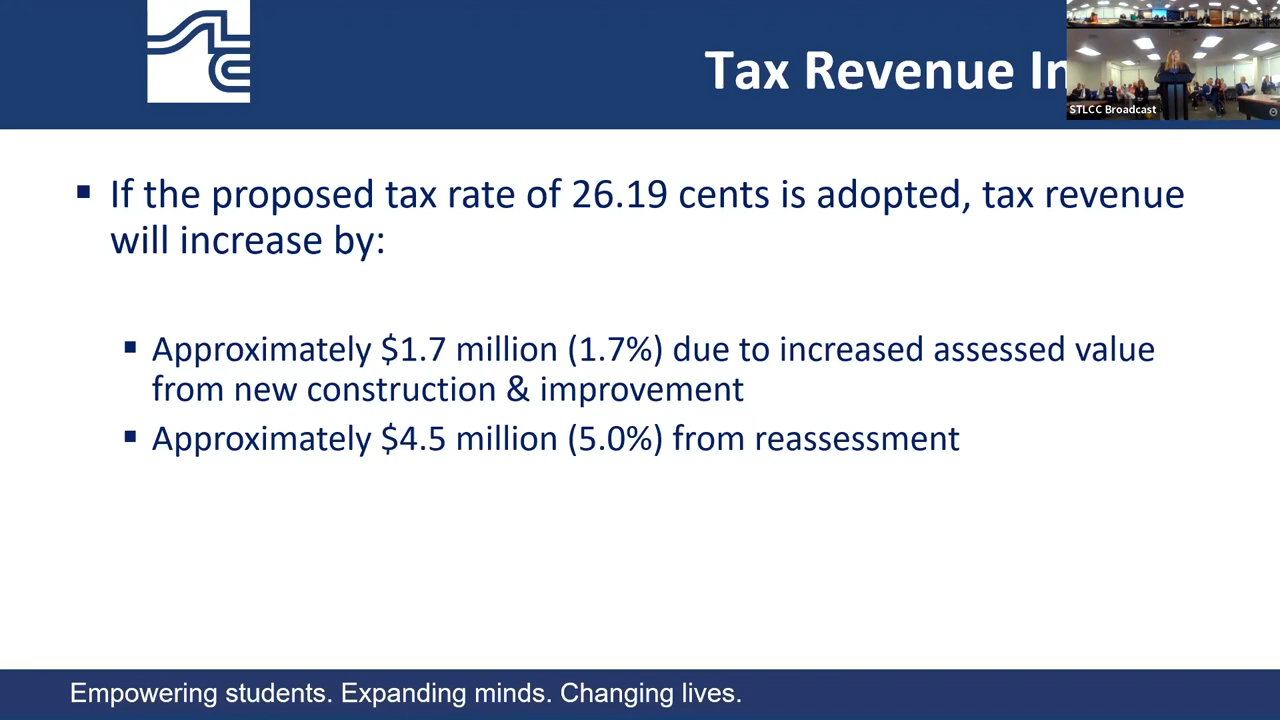 Tax Revenue In
STLCC Broadcast
▪ If the proposed tax rate of 26.19 cents is adopted, tax revenue
will increase by:
▪ Approximately $1.7 million (1.7%) due to increased assessed value
from new construction & improvement
▪ Approximately $4.5 million (5.0%) from reassessment
Empowering students. Expanding minds. Changing lives.